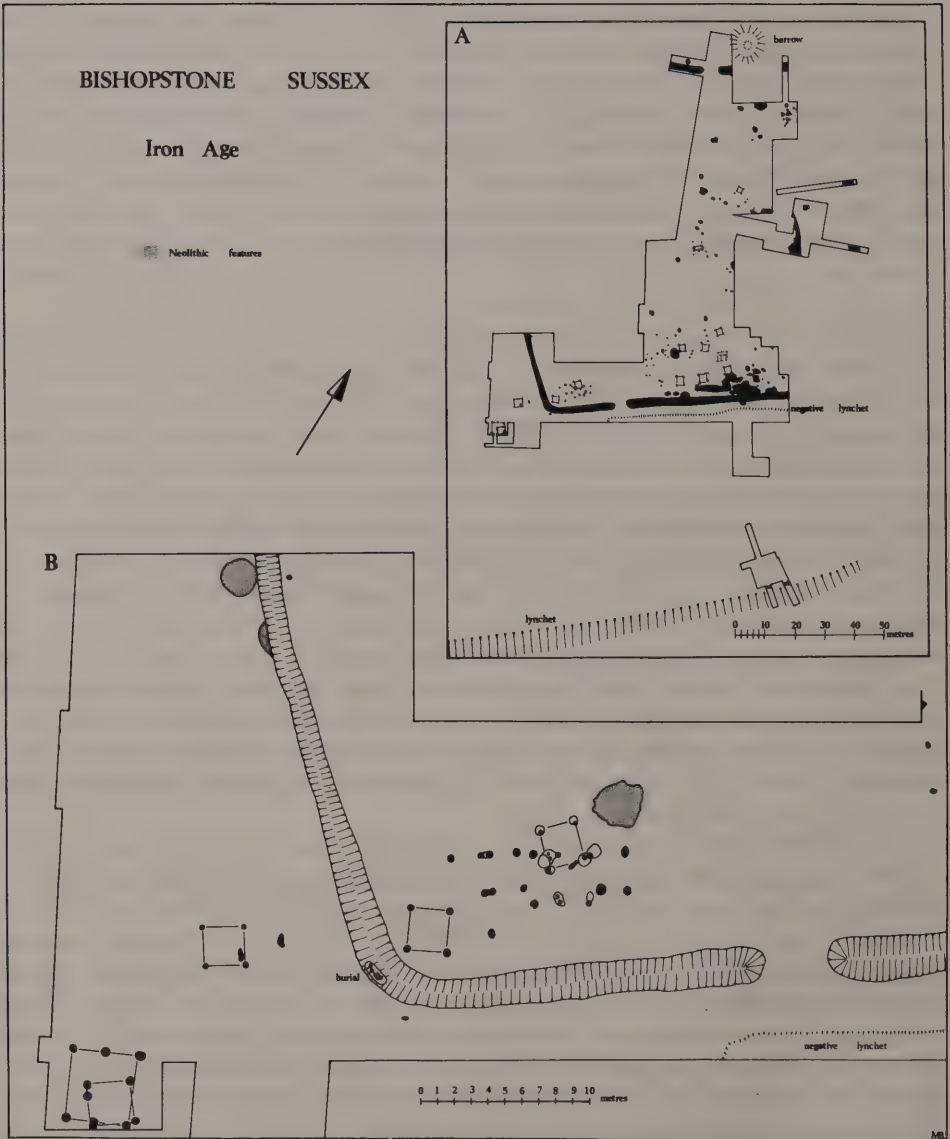 BISHOPSTONE SUSSEX
Iron Age
Neolithic features
A
barrow
negative lynchet
lynchet
0 10 20 30 50 metres
B
burial
negative lynchet
0 1 2 3 4 5 6 7 8 9 10 metres
MB